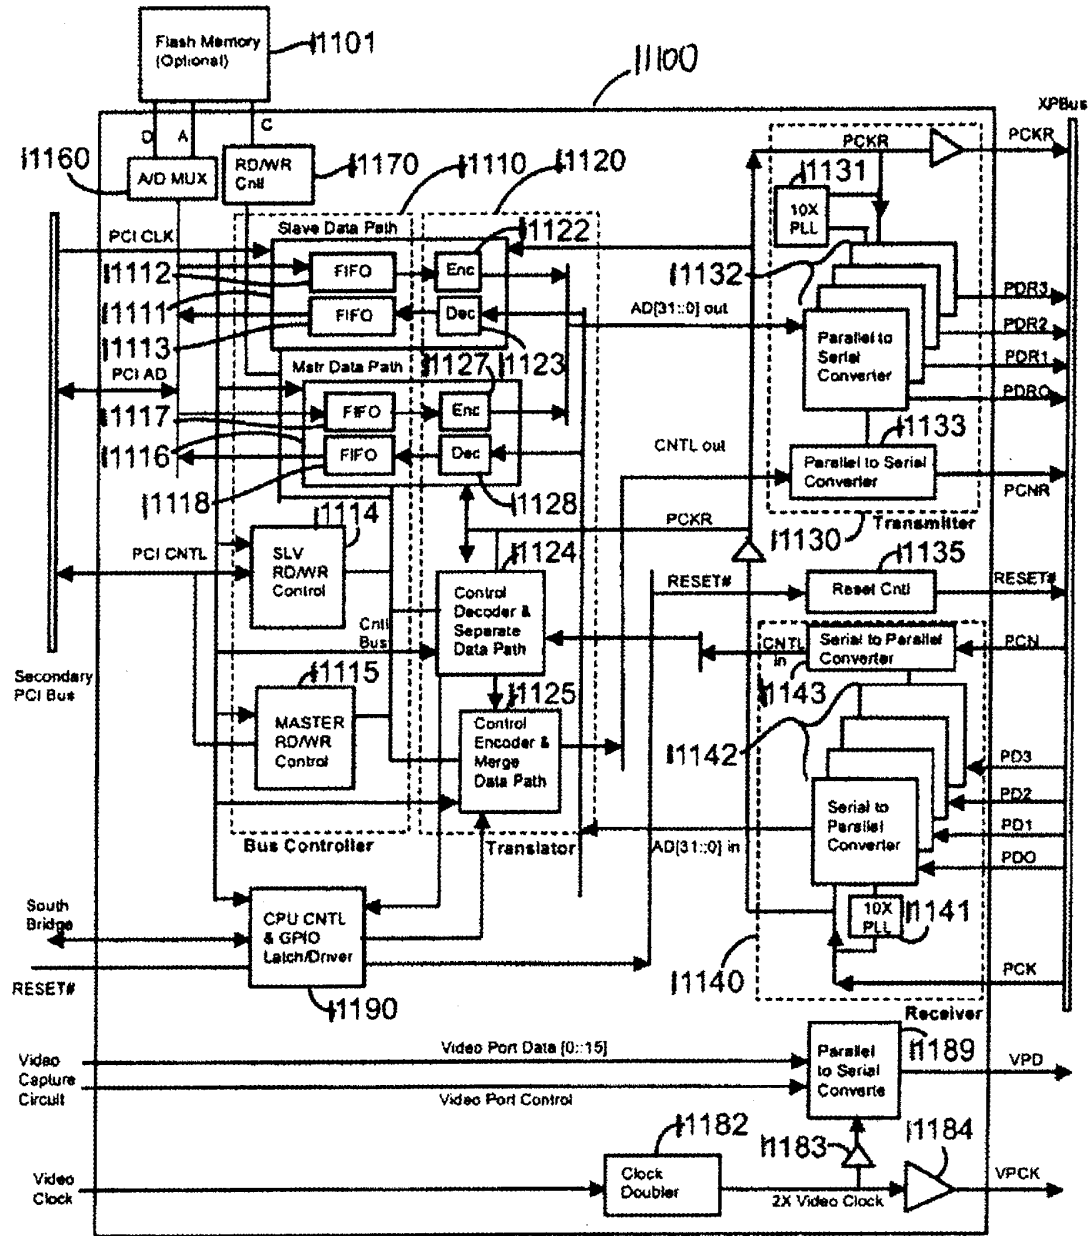 Flash Memory
(Optional)
11101
11100
XPBus
D
A
C
11160
A/D MUX
RD/WR
Cntl
11170
11110
11120
PCKR
PCKR
11131
10X
PLL
Slave Data Path
11122
PCI CLK
11112
FIFO
Enc
11132
11111
FIFO
Dec
AD[31::0] out
PDR3
11113
11127
11123
Parallel to
Serial
Converter
PDR2
PCI AD
Mstr Data Path
PDR1
11117
FIFO
Enc
PDRO
11116
FIFO
Dec
CNTL out
11133
Parallel to Serial
Converter
11118
11114
11128
PCNR
PCKR
Transmitter
11130
PCI CNTL
SLV
RD/WR
Control
11124
11135
Control
Decoder &
Separate
Data Path
RESET#
Reset Cntl
RESET#
Cntl
Bus
CNTL
in
Serial to Parallel
Converter
PCN
Secondary
PCI Bus
11115
11125
11143
MASTER
RD/WR
Control
Control
Encoder &
Merge
Data Path
11142
PD3
Serial to
Parallel
Converter
PD2
PD1
Bus Controller
Translator
AD[31::0] in
PDO
South
Bridge
CPU CNTL
& GPIO
Latch/Driver
10X
PLL
11141
RESET#
11140
PCK
11190
Receiver
Video
Capture
Circuit
Video Port Data [0::15]
Parallel
to Serial
Converte
11189
VPD
Video Port Control
11182
11183
11184
Video
Clock
Clock
Doubler
2X Video Clock
VPCK